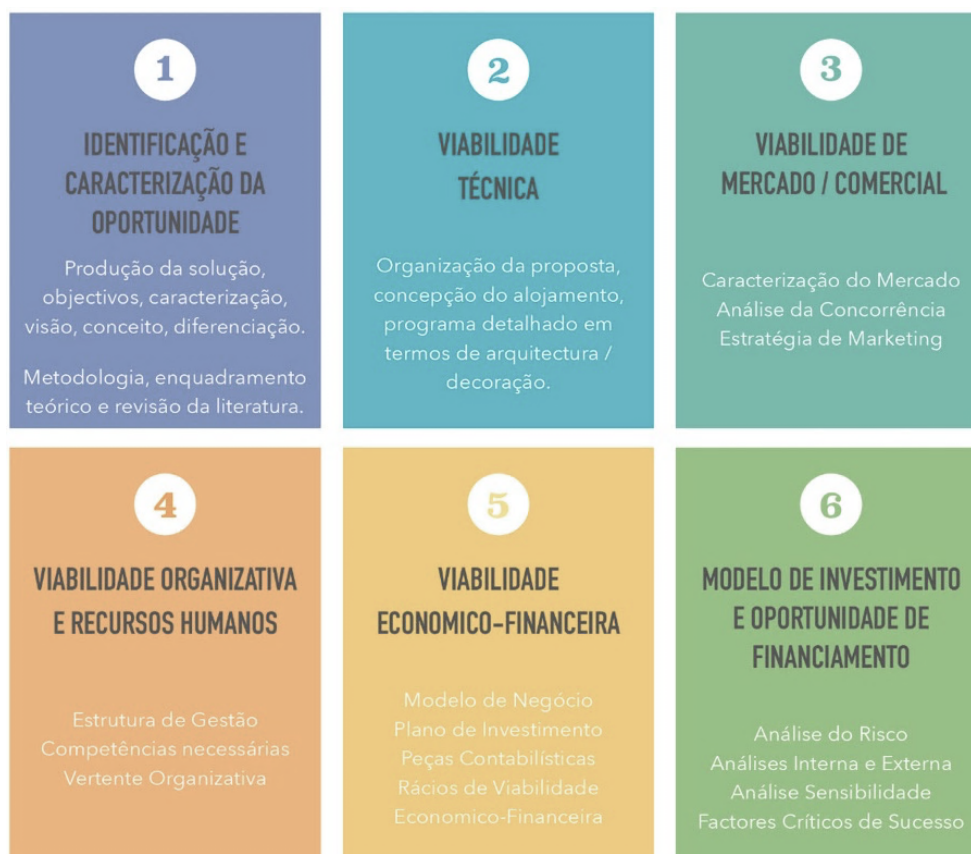 1
IDENTIFICAÇÃO E
CARACTERIZAÇÃO DA
OPORTUNIDADE
Produção da solução,
objectivos, caracterização,
visão, conceito, diferenciação.
Metodologia, enquadramento
teórico e revisão da literatura.
2
VIABILIDADE
TÉCNICA
Organização da proposta,
concepção do alojamento,
programa detalhado em
termos de arquitectura /
decoração.
3
VIABILIDADE DE
MERCADO / COMERCIAL
Caracterização do Mercado
Análise da Concorrência
Estratégia de Marketing
4
VIABILIDADE ORGANIZATIVA
E RECURSOS HUMANOS
Estrutura de Gestão
Competências necessárias
Vertente Organizativa
5
VIABILIDADE
ECONOMICO-FINANCEIRA
Modelo de Negócio
Plano de Investimento
Peças Contabilísticas
Rácios de Viabilidade
Economico-Financeira
6
MODELO DE INVESTIMENTO
E OPORTUNIDADE DE
FINANCIAMENTO
Análise do Risco
Análises Interna e Externa
Análise Sensibilidade
Factores Críticos de Sucesso